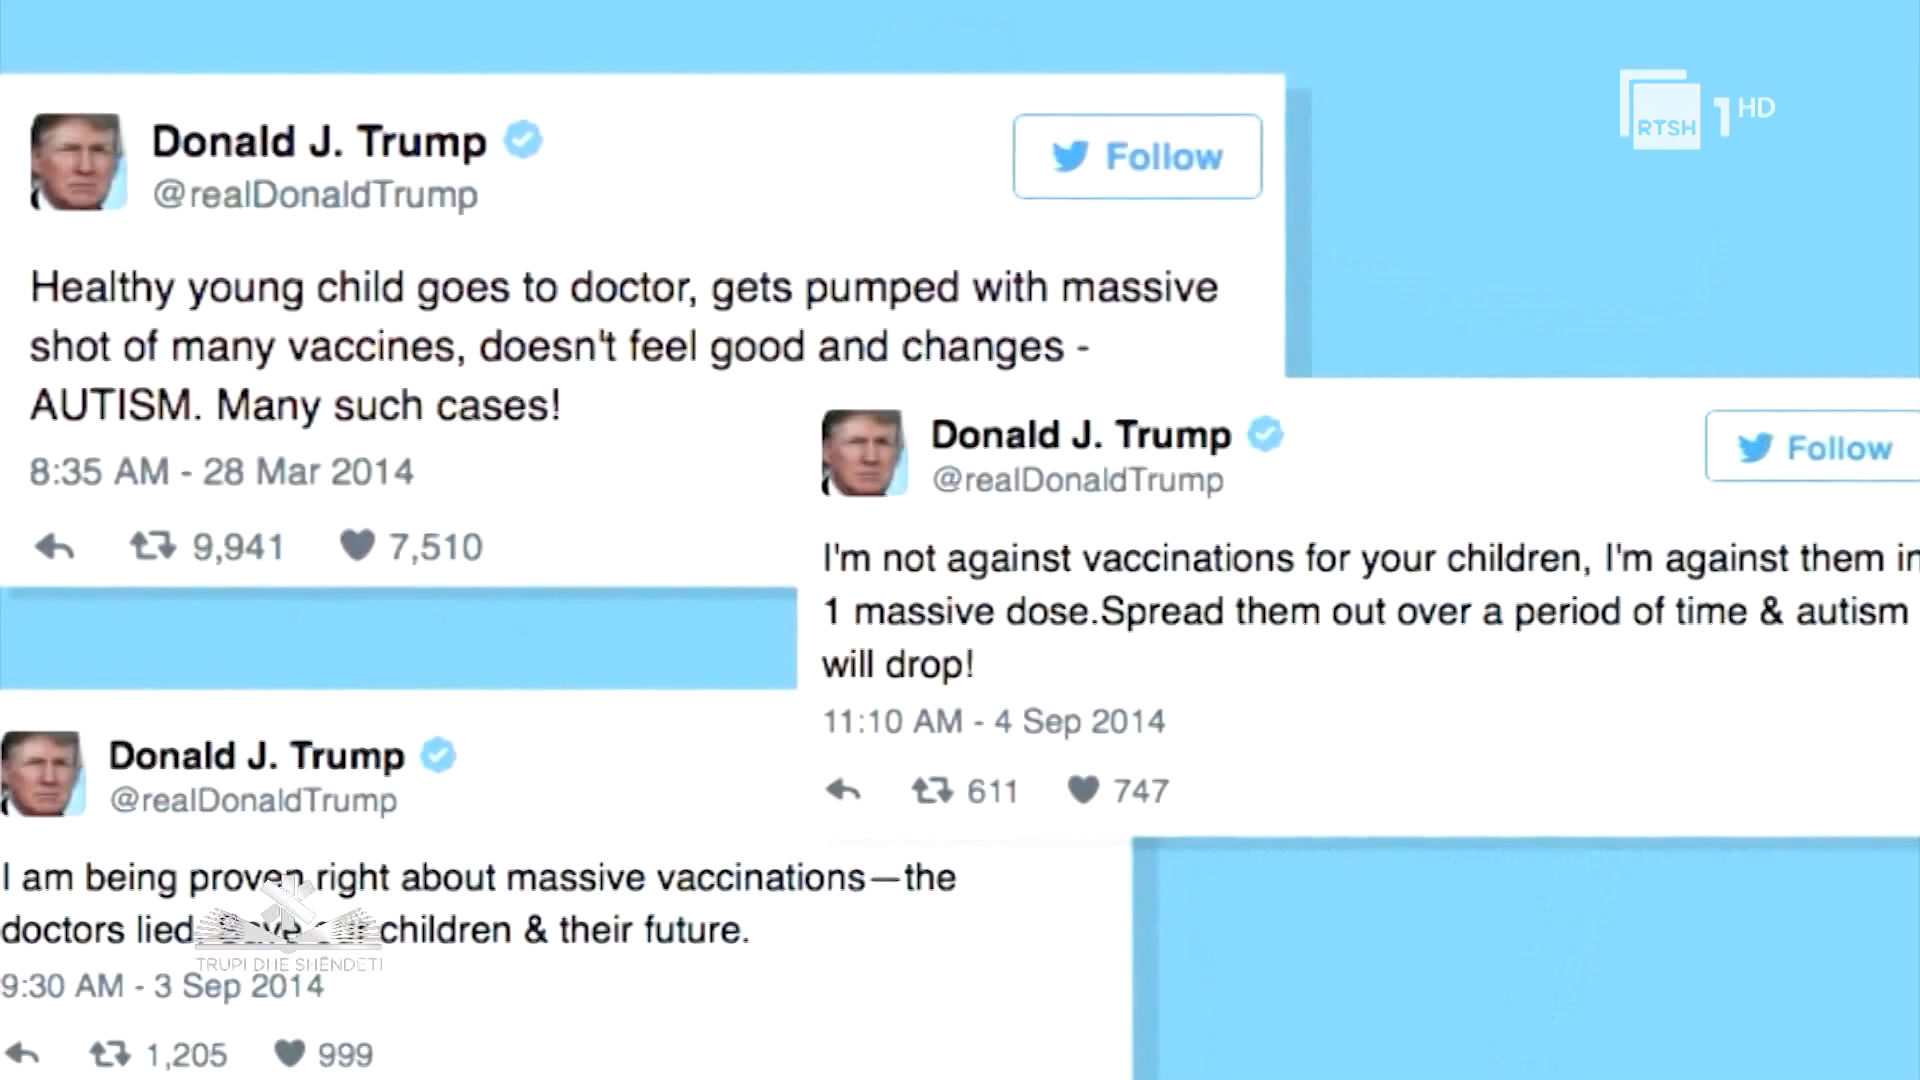 RTSH 1 HD
Donald J. Trump
@realDonaldTrump
Follow
Healthy young child goes to doctor, gets pumped with massive
shot of many vaccines, doesn't feel good and changes -
AUTISM. Many such cases!
8:35 AM - 28 Mar 2014
9,941 7,510
Donald J. Trump
@realDonaldTrump
Follow
I'm not against vaccinations for your children, I'm against them in
1 massive dose.Spread them out over a period of time & autism
will drop!
11:10 AM - 4 Sep 2014
611 747
Donald J. Trump
@realDonaldTrump
I am being proven right about massive vaccinations—the
doctors lied. Save our children & their future.
TRUPI DHE SHËNDETI
9:30 AM - 3 Sep 2014
1,205 999